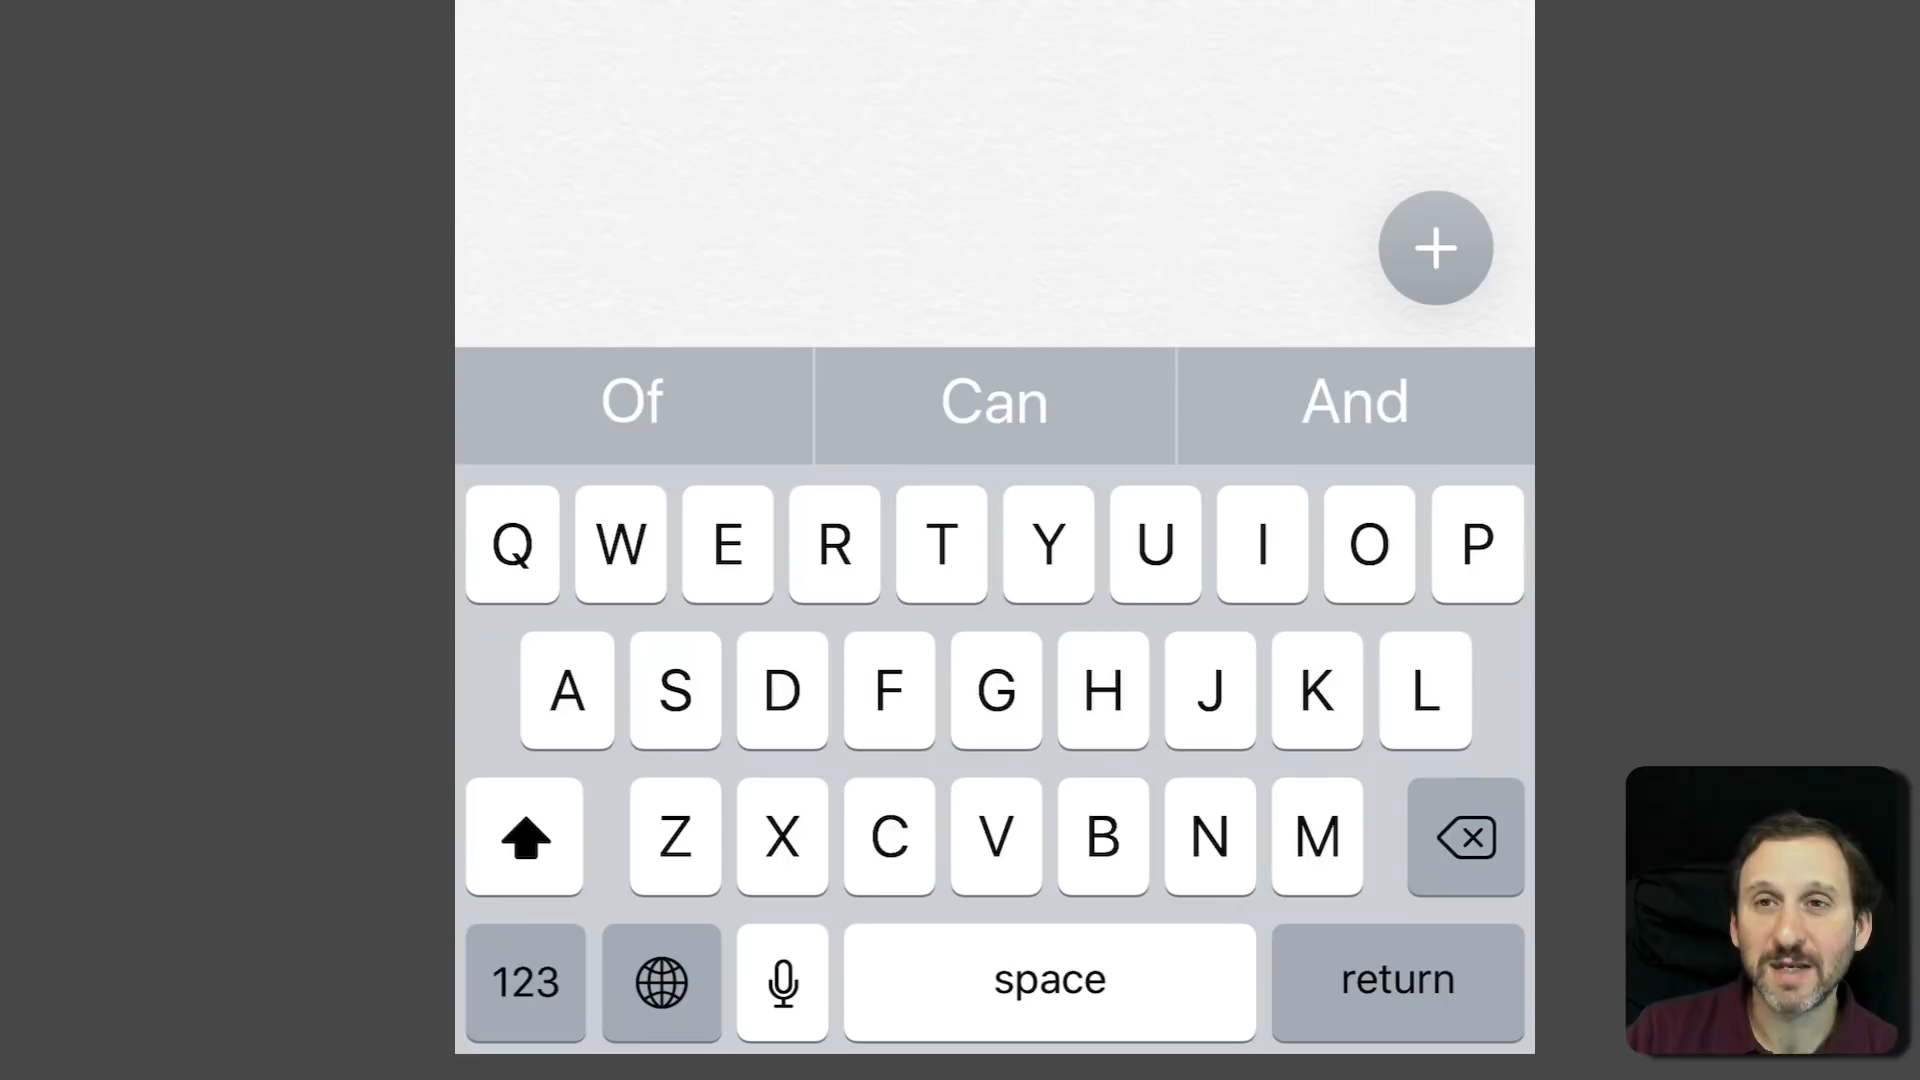 Of Can And
Q W E R T Y U I O P
A S D F G H J K L
Z X C V B N M
123 space return